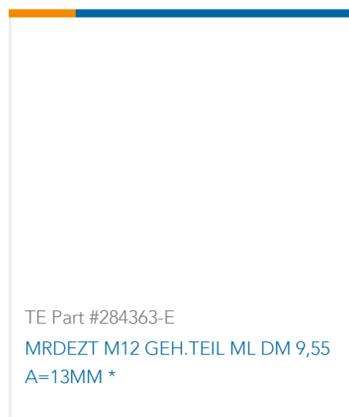 TE Part #284363-E
MRDEZT M12 GEH.TEIL ML DM 9,55
A=13MM *